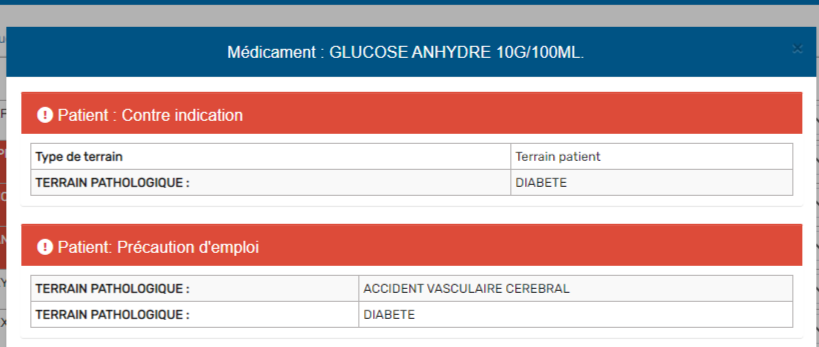 Médicament : GLUCOSE ANHYDRE 10G/100ML.
×
Patient : Contre indication
Type de terrain Terrain patient
TERRAIN PATHOLOGIQUE : DIABETE
Patient: Précaution d'emploi
TERRAIN PATHOLOGIQUE : ACCIDENT VASCULAIRE CEREBRAL
TERRAIN PATHOLOGIQUE : DIABETE